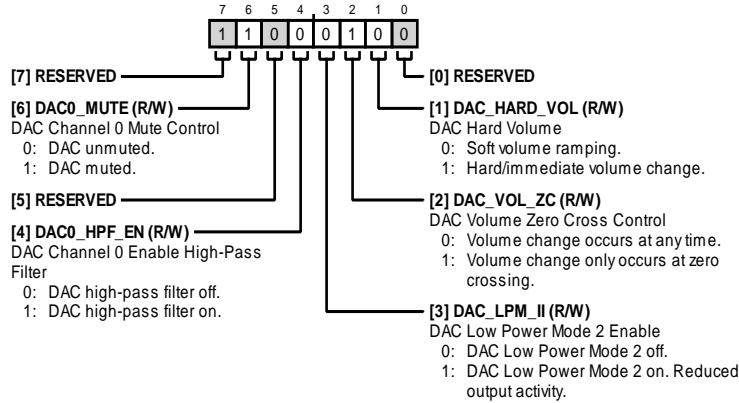 7 6 5 4 3 2 1 0
1 1 0 0 0 1 0 0
[7] RESERVED
[6] DAC0_MUTE (R/W)
DAC Channel 0 Mute Control
0: DAC unmuted.
1: DAC muted.
[5] RESERVED
[4] DAC0_HPF_EN (R/W)
DAC Channel 0 Enable High-Pass
Filter
0: DAC high-pass filter off.
1: DAC high-pass filter on.
[0] RESERVED
[1] DAC_HARD_VOL (R/W)
DAC Hard Volume
0: Soft volume ramping.
1: Hard/immediate volume change.
[2] DAC_VOL_ZC (R/W)
DAC Volume Zero Cross Control
0: Volume change occurs at any time.
1: Volume change only occurs at zero
crossing.
[3] DAC_LPM_II (R/W)
DAC Low Power Mode 2 Enable
0: DAC Low Power Mode 2 off.
1: DAC Low Power Mode 2 on. Reduced
output activity.